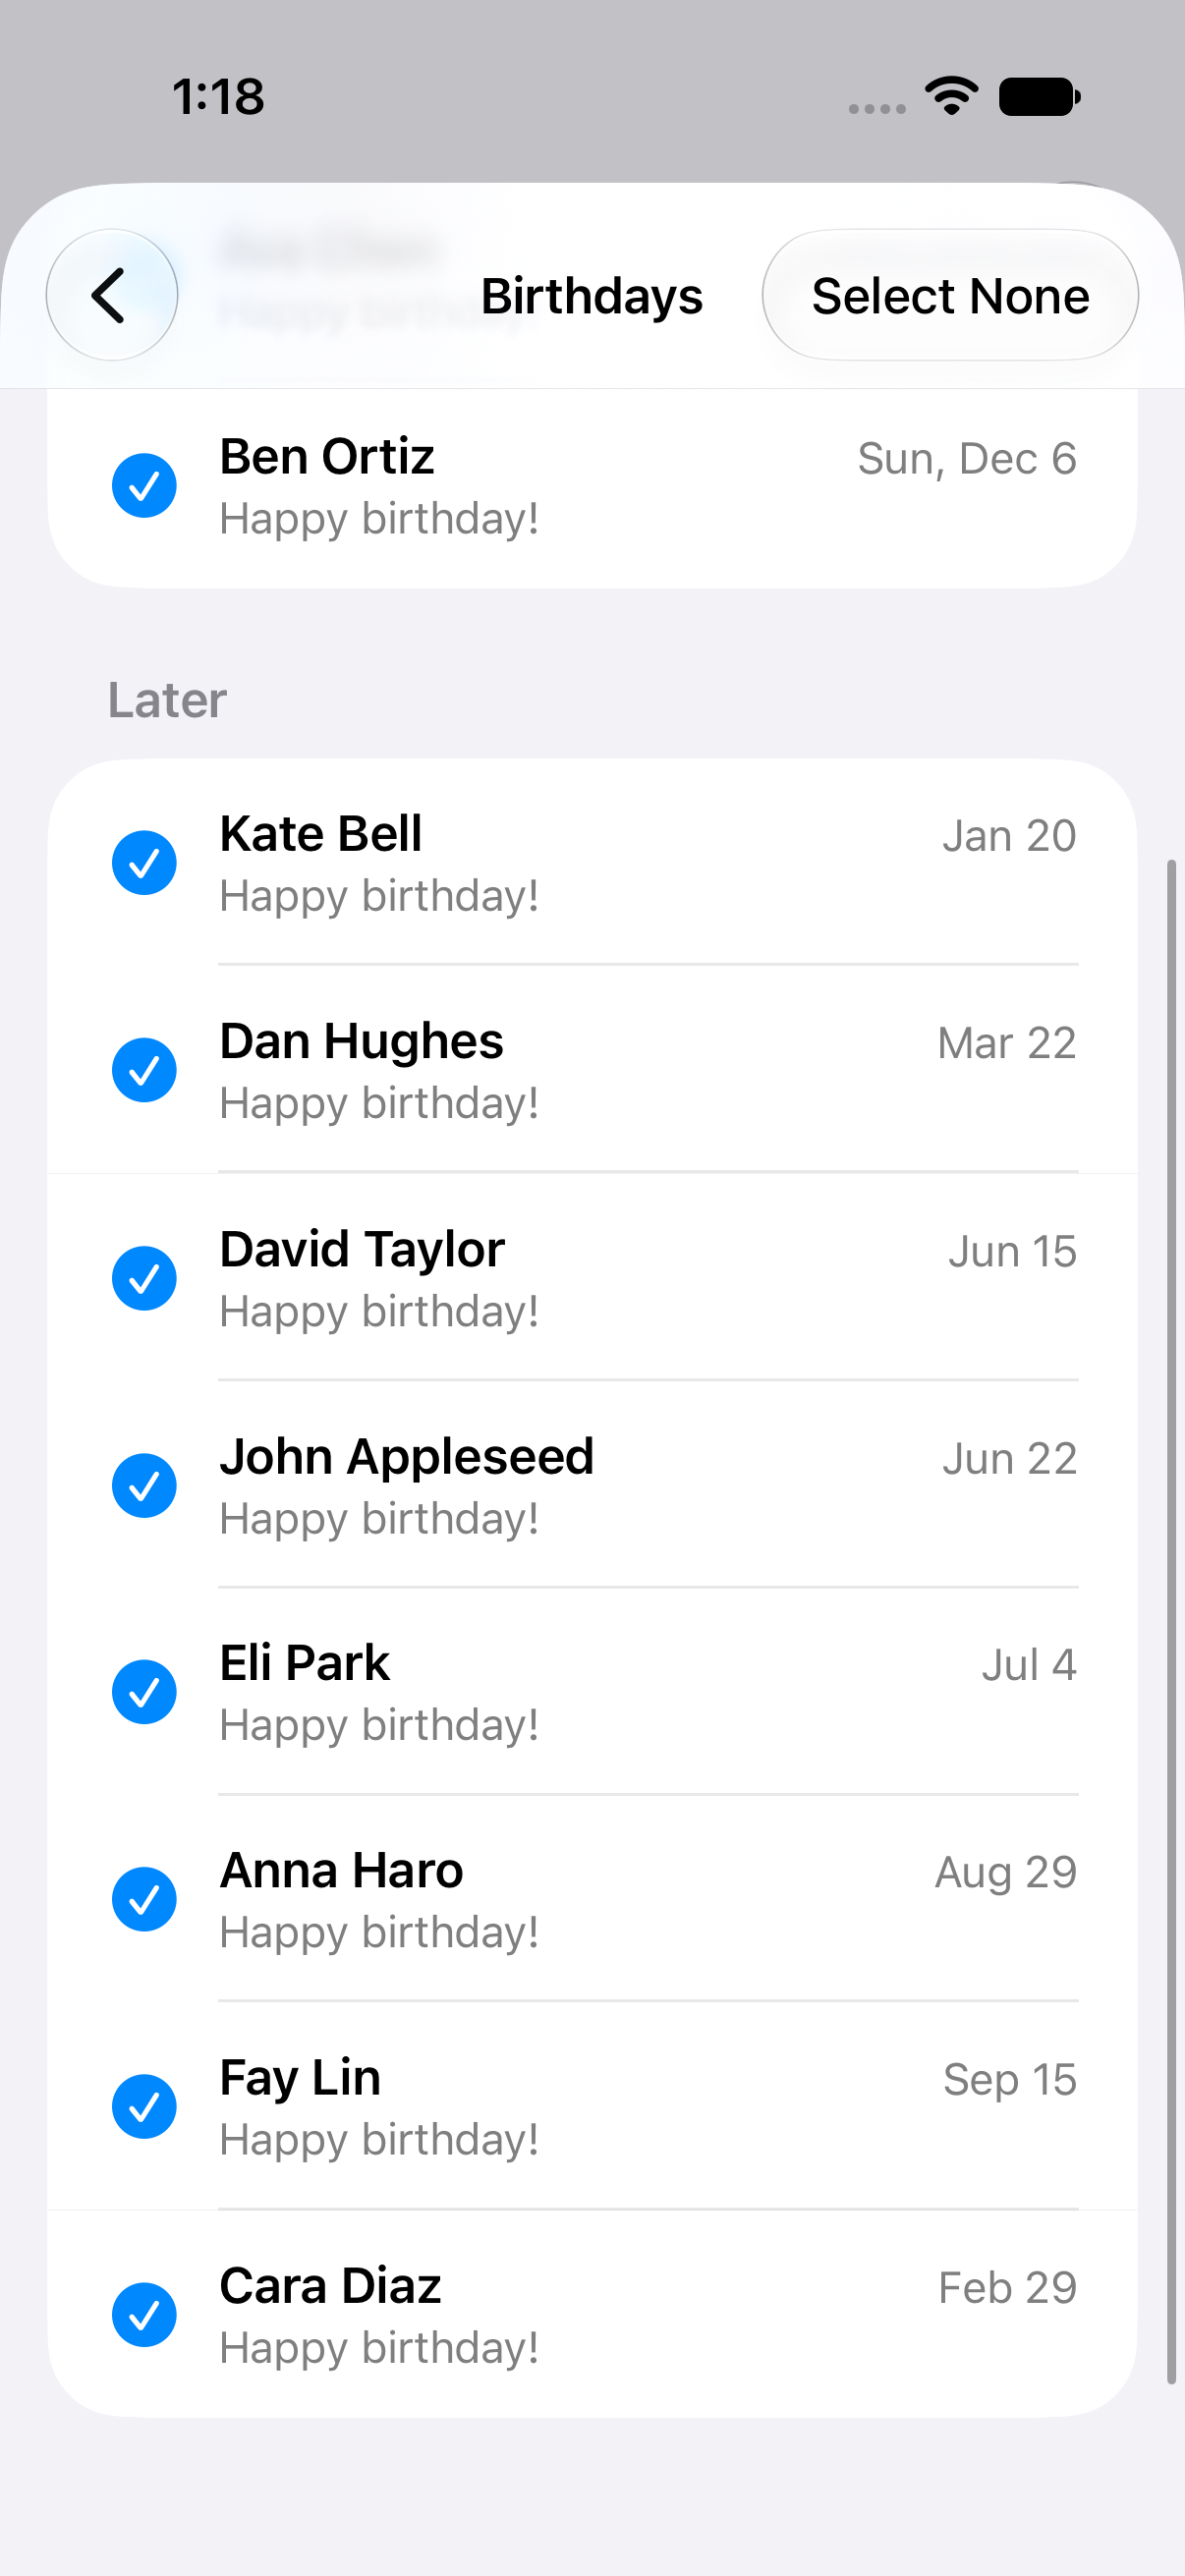 1:18
Birthdays
Select None
Ben Ortiz
Sun, Dec 6
Happy birthday!
Later
Kate Bell
Jan 20
Happy birthday!
Dan Hughes
Mar 22
Happy birthday!
David Taylor
Jun 15
Happy birthday!
John Appleseed
Jun 22
Happy birthday!
Eli Park
Jul 4
Happy birthday!
Anna Haro
Aug 29
Happy birthday!
Fay Lin
Sep 15
Happy birthday!
Cara Diaz
Feb 29
Happy birthday!